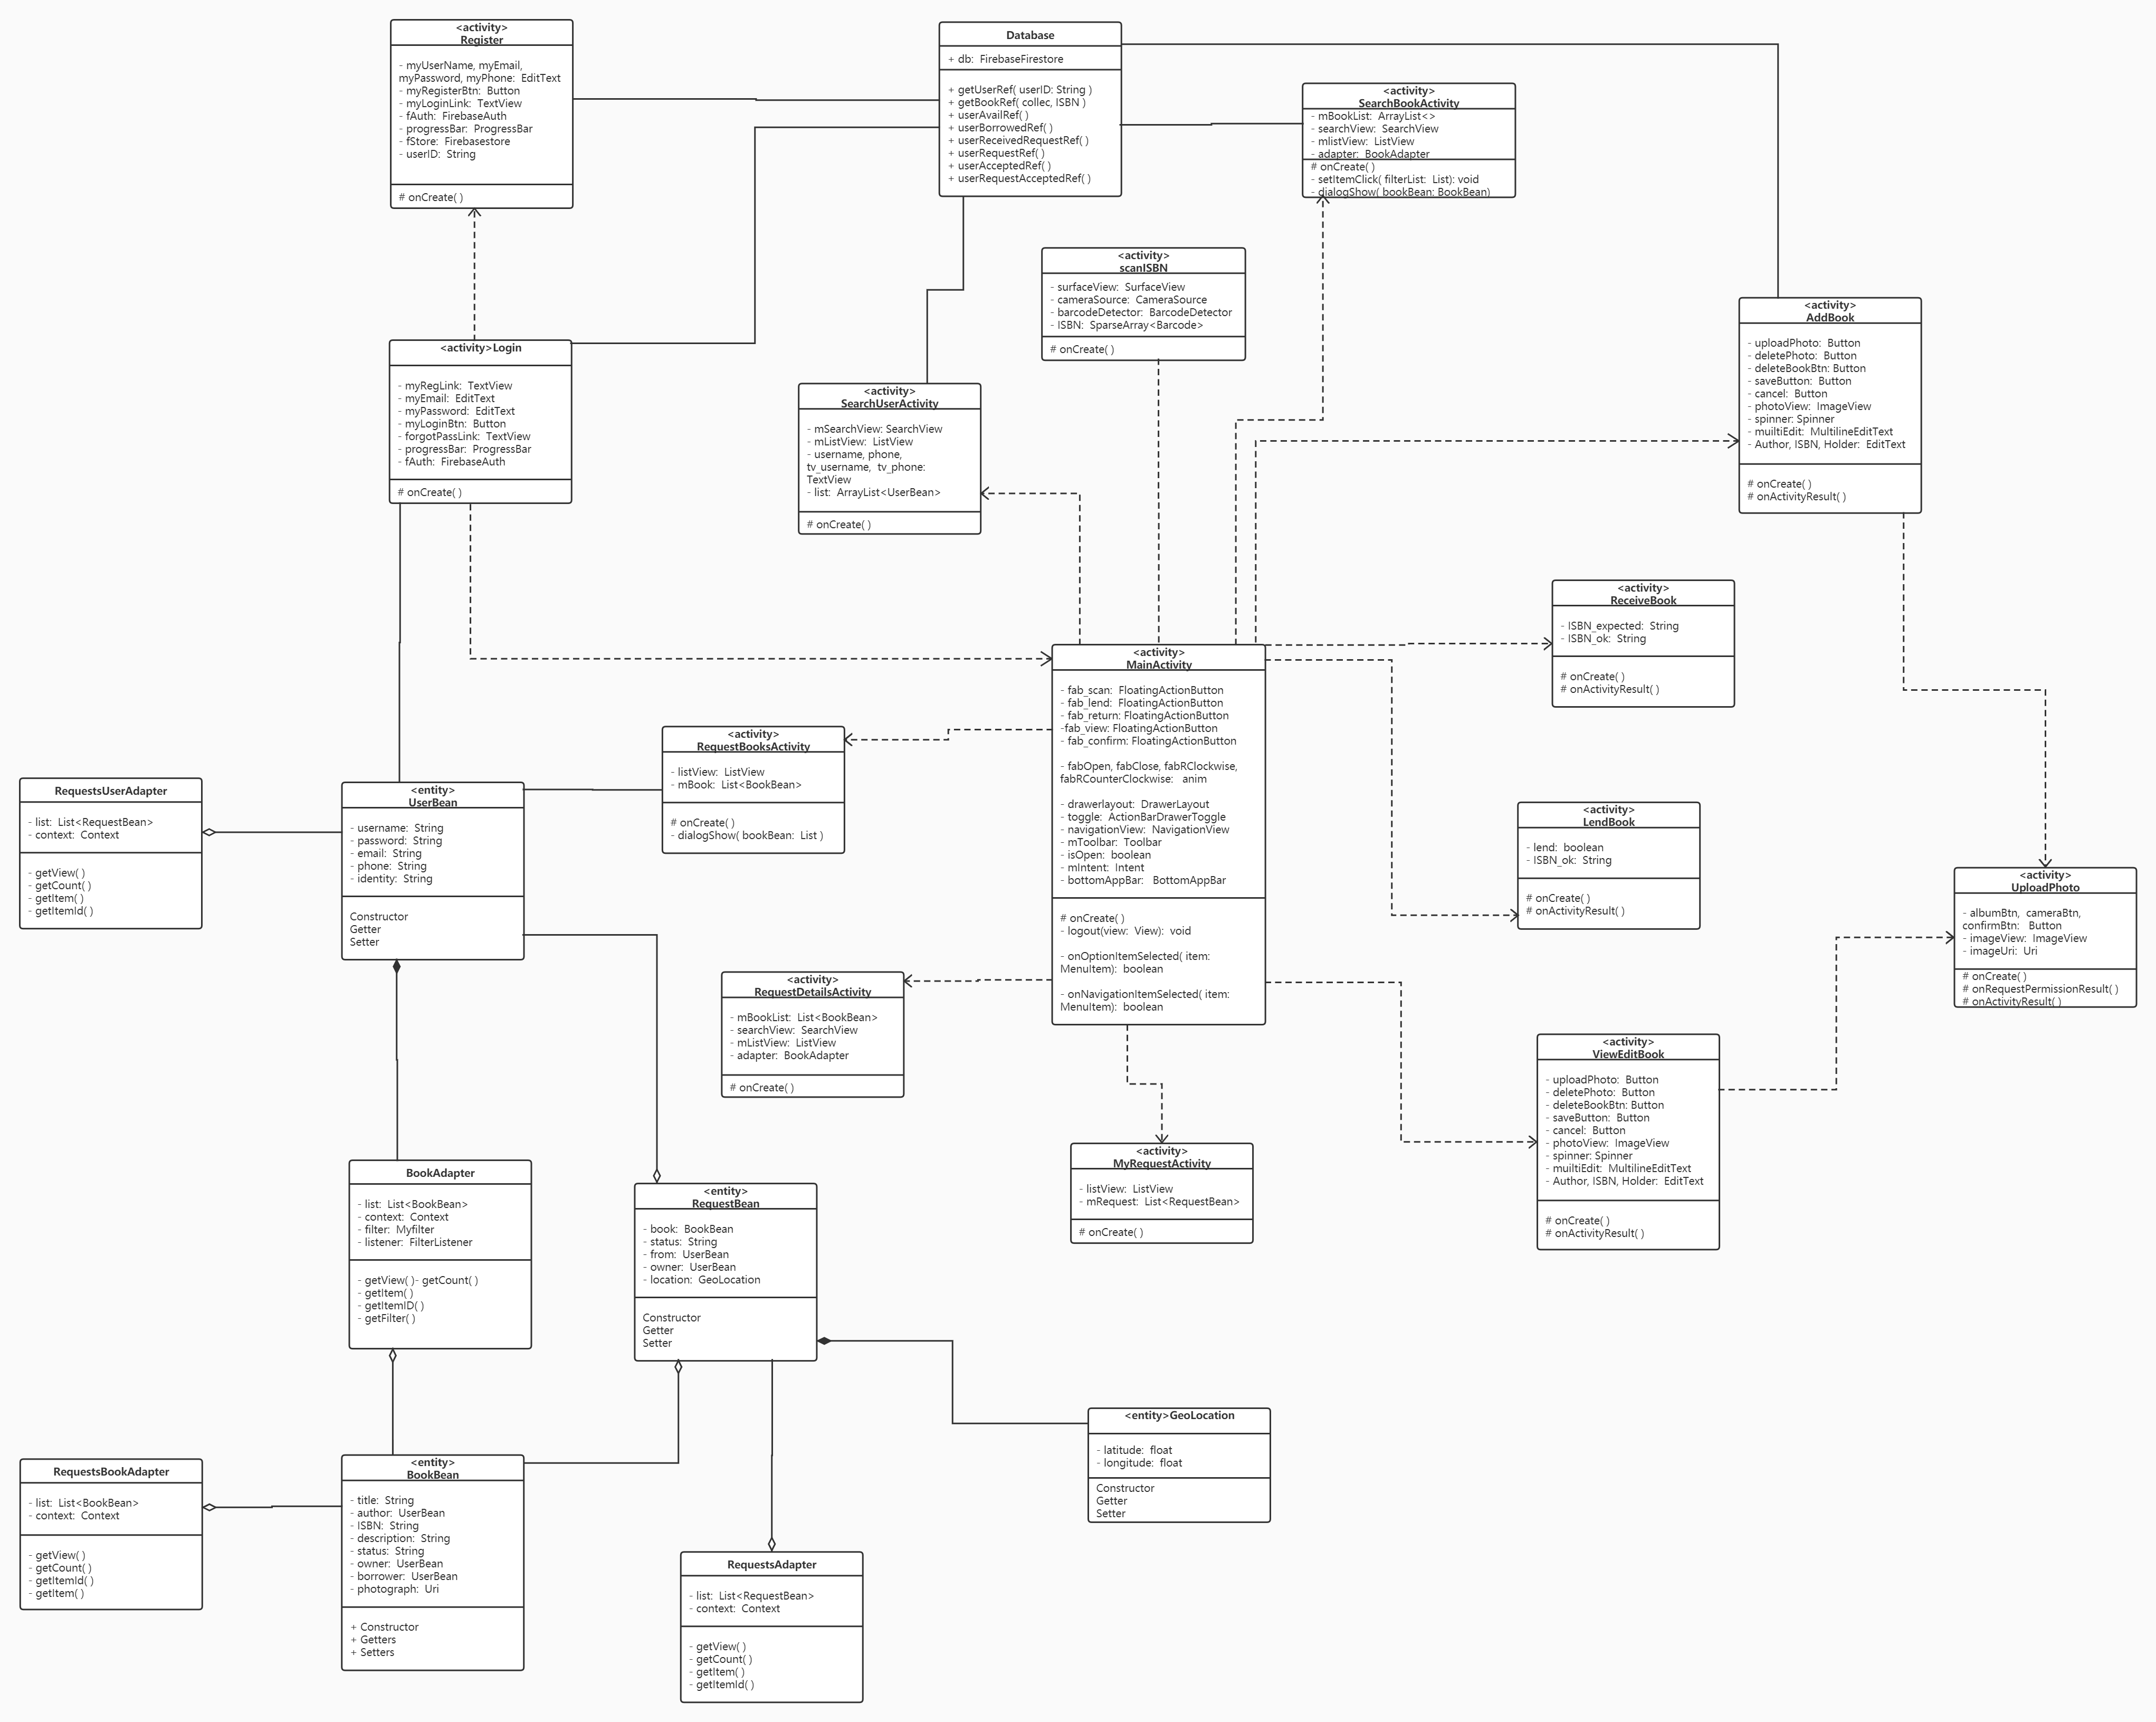 <activity>
Register
- myUserName, myEmail,
myPassword, myPhone: EditText
- myRegisterBtn: Button
- myLoginLink: TextView
- fAuth: FirebaseAuth
- progressBar: ProgressBar
- fStore: Firebasestore
- userID: String
# onCreate( )
Database
+ db: FirebaseFirestore
+ getUserRef( userID: String )
+ getBookRef( collec, ISBN )
+ userAvailRef( )
+ userBorrowedRef( )
+ userReceivedRequestRef( )
+ userRequestRef( )
+ userAcceptedRef( )
+ userRequestAcceptedRef( )
<activity>
SearchBookActivity
- mBookList: ArrayList<>
- searchView: SearchView
- mlistView: ListView
- adapter: BookAdapter
# onCreate( )
- setItemClick( filterList: List): void
- dialogShow( bookBean: BookBean)
<activity>
scanISBN
- surfaceView: SurfaceView
- cameraSource: CameraSource
- barcodeDetector: BarcodeDetector
- ISBN: SparseArray<Barcode>
# onCreate( )
<activity>
AddBook
- uploadPhoto: Button
- deletePhoto: Button
- deleteBookBtn: Button
- saveButton: Button
- cancel: Button
- photoView: ImageView
- spinner: Spinner
- muiltiEdit: MultilineEditText
- Author, ISBN, Holder: EditText
# onCreate( )
# onActivityResult( )
<activity>Login
- myRegLink: TextView
- myEmail: EditText
- myPassword: EditText
- myLoginBtn: Button
- forgotPassLink: TextView
- progressBar: ProgressBar
- fAuth: FirebaseAuth
# onCreate( )
<activity>
SearchUserActivity
- mSearchView: SearchView
- mListView: ListView
- username, phone,
tv_username, tv_phone:
TextView
- list: ArrayList<UserBean>
# onCreate( )
<activity>
ReceiveBook
- ISBN_expected: String
- ISBN_ok: String
# onCreate( )
# onActivityResult( )
<activity>
MainActivity
- fab_scan: FloatingActionButton
- fab_lend: FloatingActionButton
- fab_return: FloatingActionButton
-fab_view: FloatingActionButton
- fab_confirm: FloatingActionButton
- fabOpen, fabClose, fabRClockwise,
fabRCounterClockwise: anim
- drawerlayout: DrawerLayout
- toggle: ActionBarDrawerToggle
- navigationView: NavigationView
- mToolbar: Toolbar
- isOpen: boolean
- mIntent: Intent
- bottomAppBar: BottomAppBar
# onCreate( )
- logout(view: View): void
- onOptionItemSelected( item:
MenuItem): boolean
- onNavigationItemSelected( item:
MenuItem): boolean
<activity>
RequestBooksActivity
- listView: ListView
- mBook: List<BookBean>
# onCreate( )
- dialogShow( bookBean: List )
RequestsUserAdapter
- list: List<RequestBean>
- context: Context
- getView( )
- getCount( )
- getItem( )
- getItemId( )
<entity>
UserBean
- username: String
- password: String
- email: String
- phone: String
- identity: String
Constructor
Getter
Setter
<activity>
LendBook
- lend: boolean
- ISBN_ok: String
# onCreate( )
# onActivityResult( )
<activity>
UploadPhoto
- albumBtn, cameraBtn,
confirmBtn: Button
- imageView: ImageView
- imageUri: Uri
# onCreate( )
# onRequestPermissionResult( )
# onActivityResult( )
<activity>
RequestDetailsActivity
- mBookList: List<BookBean>
- searchView: SearchView
- mListView: ListView
- adapter: BookAdapter
# onCreate( )
<activity>
ViewEditBook
- uploadPhoto: Button
- deletePhoto: Button
- deleteBookBtn: Button
- saveButton: Button
- cancel: Button
- photoView: ImageView
- spinner: Spinner
- muiltiEdit: MultilineEditText
- Author, ISBN, Holder: EditText
# onCreate( )
# onActivityResult( )
<activity>
MyRequestActivity
- listView: ListView
- mRequest: List<RequestBean>
# onCreate( )
BookAdapter
- list: List<BookBean>
- context: Context
- filter: Myfilter
- listener: FilterListener
- getView( )- getCount( )
- getItem( )
- getItemID( )
- getFilter( )
<entity>
RequestBean
- book: BookBean
- status: String
- from: UserBean
- owner: UserBean
- location: GeoLocation
Constructor
Getter
Setter
<entity>GeoLocation
- latitude: float
- longitude: float
Constructor
Getter
Setter
RequestsBookAdapter
- list: List<BookBean>
- context: Context
- getView( )
- getCount( )
- getItemId( )
- getItem( )
<entity>
BookBean
- title: String
- author: UserBean
- ISBN: String
- description: String
- status: String
- owner: UserBean
- borrower: UserBean
- photograph: Uri
+ Constructor
+ Getters
+ Setters
RequestsAdapter
- list: List<RequestBean>
- context: Context
- getView( )
- getCount( )
- getItem( )
- getItemId( )